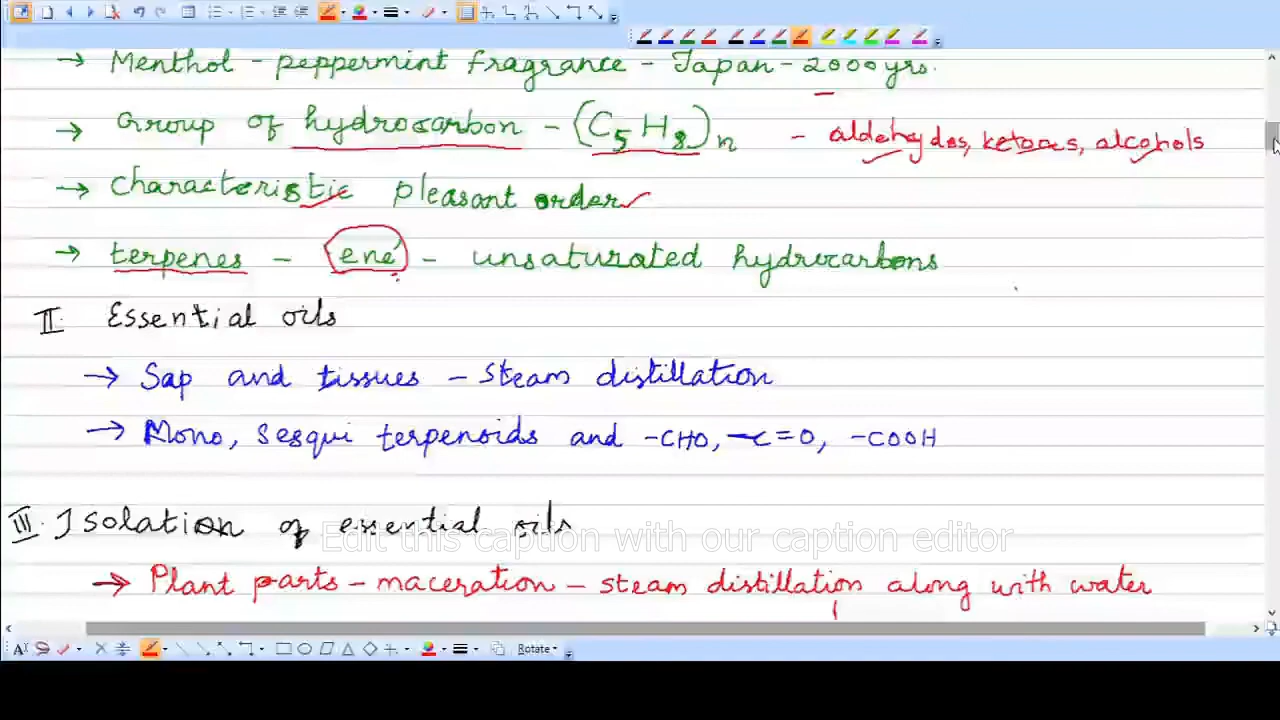 → Menthol - peppermint fragrance - Japan - 2000 yrs.
→ Group of hydrocarbon - (C5H8)n - aldehydes, ketones, alcohols
→ characteristic pleasant order
→ terpenes - ene - unsaturated hydrocarbons
II Essential oils
→ Sap and tissues - steam distillation
→ Mono, sesqui terpenoids and -CHO, -C=O, -COOH
III Isolation of essential oils
Edit this caption with our caption editor
→ Plant parts - maceration - steam distillation along with water
Rotate